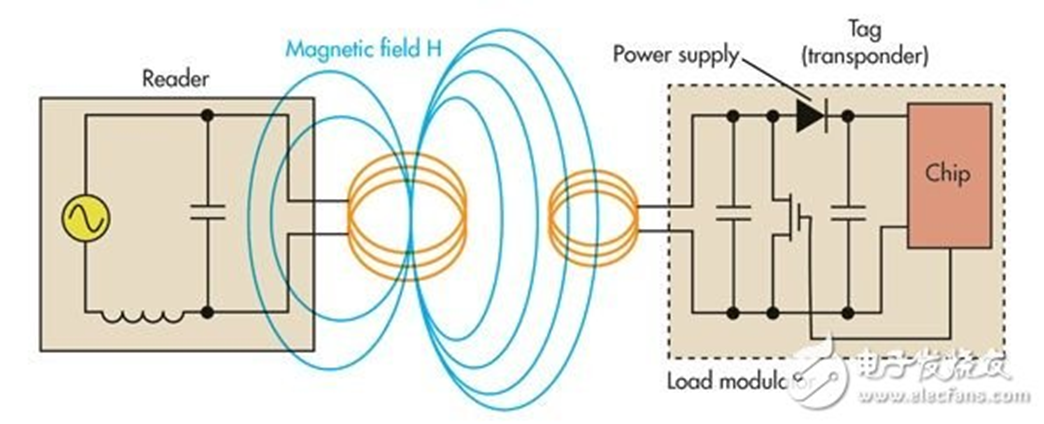 Tag
Magnetic field H
Power supply
(transponder)
Reader
Chip
Load modulator
电子发烧友
www.elecfans.com